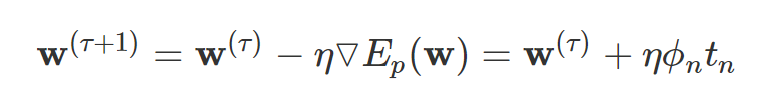 w^(τ+1) = w^(τ) − η▽E_p(w) = w^(τ) + ηϕ_n t_n